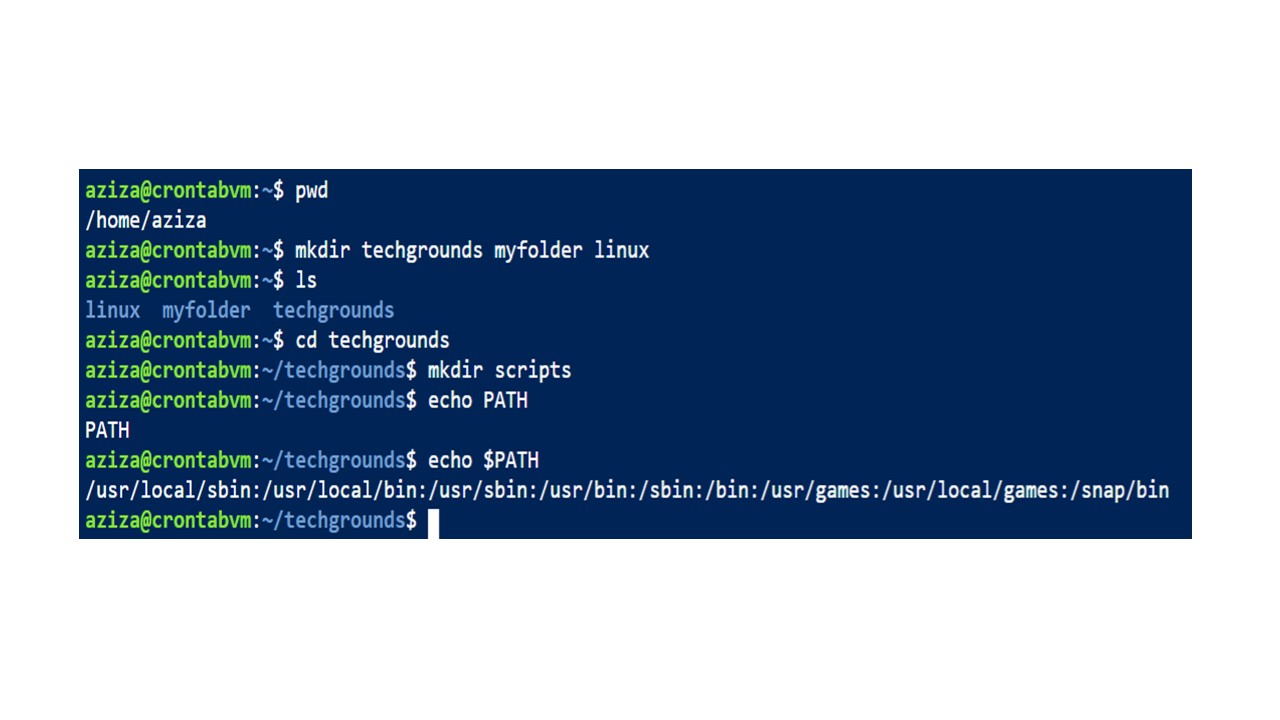 aziza@crontabvm:~$ pwd
/home/aziza
aziza@crontabvm:~$ mkdir techgrounds myfolder linux
aziza@crontabvm:~$ ls
linux  myfolder  techgrounds
aziza@crontabvm:~$ cd techgrounds
aziza@crontabvm:~/techgrounds$ mkdir scripts
aziza@crontabvm:~/techgrounds$ echo PATH
PATH
aziza@crontabvm:~/techgrounds$ echo $PATH
/usr/local/sbin:/usr/local/bin:/usr/sbin:/usr/bin:/sbin:/bin:/usr/games:/usr/local/games:/snap/bin
aziza@crontabvm:~/techgrounds$